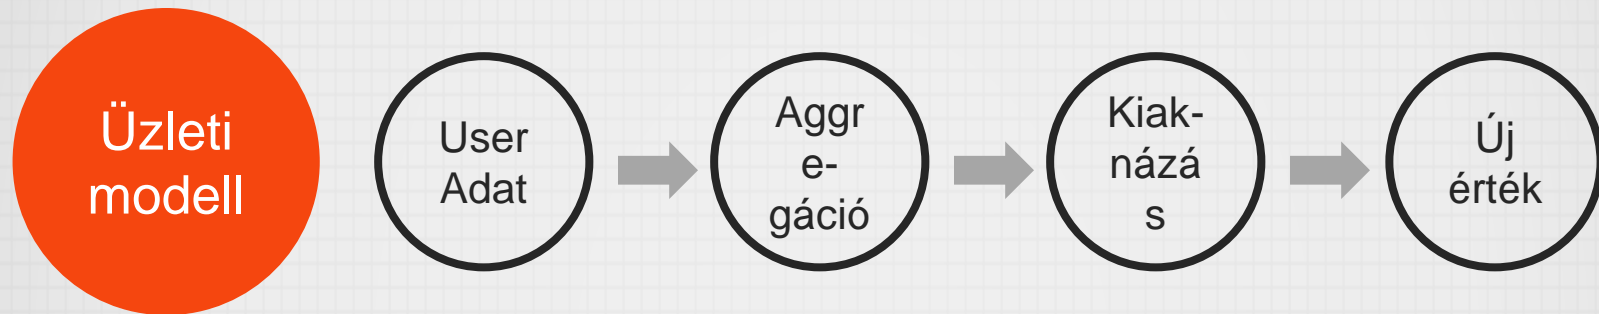 Üzleti
modell
User
Adat
Aggr
e-
gáció
Kiak-
názá
s
Új
érték